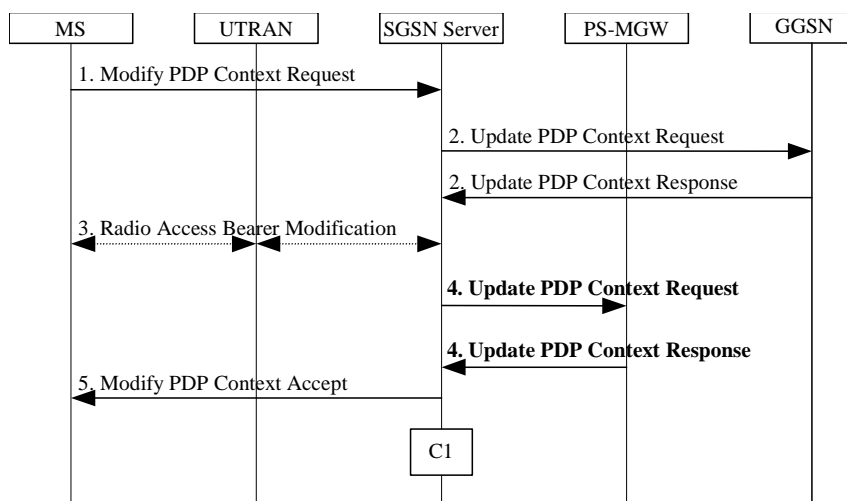 MS
UTRAN
SGSN Server
PS-MGW
GGSN
1. Modify PDP Context Request
2. Update PDP Context Request
2. Update PDP Context Response
3. Radio Access Bearer Modification
4. Update PDP Context Request
4. Update PDP Context Response
5. Modify PDP Context Accept
C1